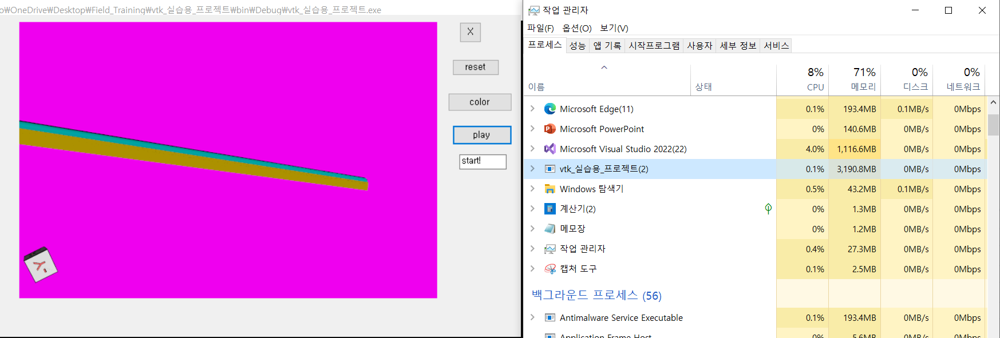 o\OneDrive\Desktop\Field_Training\vtk_실습용_프로젝트\bin\Debug\vtk_실습용_프로젝트.exe
X
reset
color
play
start!
Y
작업 관리자
파일(F) 옵션(O) 보기(V)
프로세스 성능 앱 기록 시작프로그램 사용자 세부 정보 서비스
8% 71% 0% 0%
이름 상태 CPU 메모리 디스크 네트워크
Microsoft Edge(11) 0.1% 193.4MB 0.1MB/s 0Mbps
Microsoft PowerPoint 0% 140.6MB 0MB/s 0Mbps
Microsoft Visual Studio 2022(22) 4.0% 1,116.6MB 0MB/s 0Mbps
vtk_실습용_프로젝트(2) 0.1% 3,190.8MB 0MB/s 0Mbps
Windows 탐색기 0.5% 43.2MB 0.1MB/s 0Mbps
계산기(2) 0% 1.3MB 0MB/s 0Mbps
메모장 0% 1.2MB 0MB/s 0Mbps
작업 관리자 0.4% 27.3MB 0MB/s 0Mbps
캡처 도구 0.1% 2.5MB 0MB/s 0Mbps
백그라운드 프로세스 (56)
Antimalware Service Executable 0.1% 193.4MB 0MB/s 0Mbps
Application Frame Host 0% 5.6MB 0MB/s 0Mbps